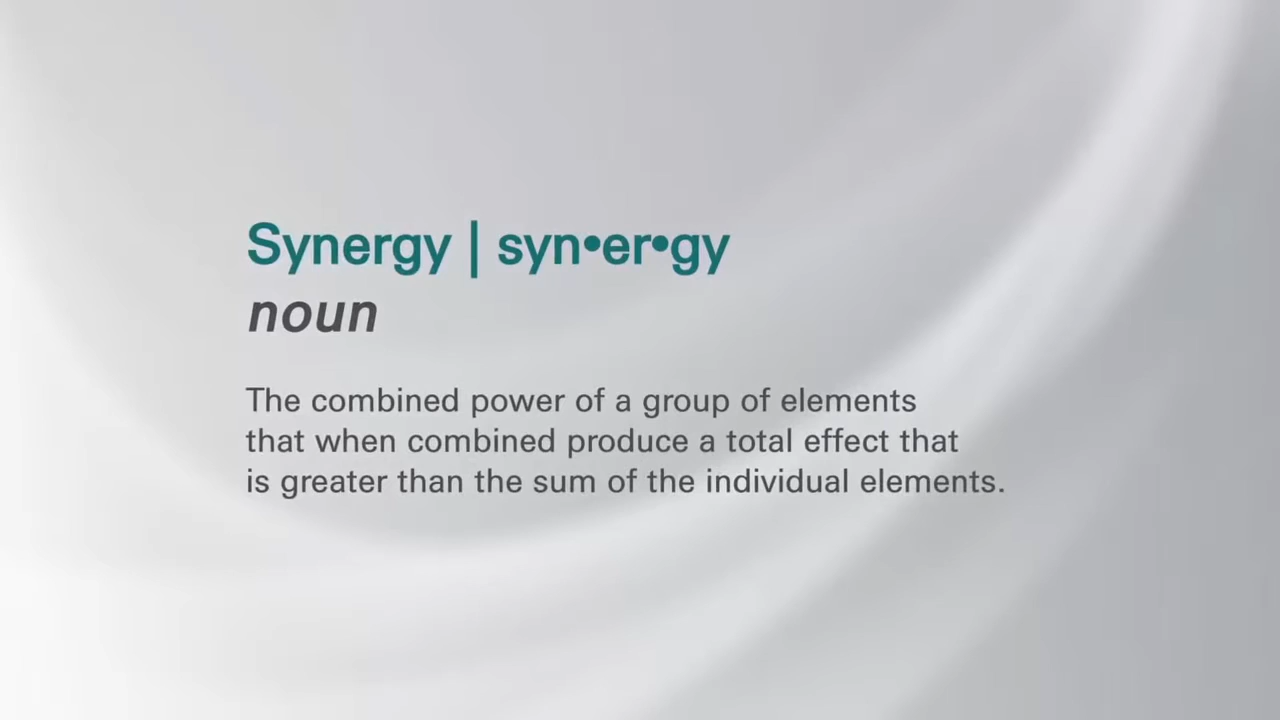 Synergy | syn•er•gy
noun
The combined power of a group of elements
that when combined produce a total effect that
is greater than the sum of the individual elements.